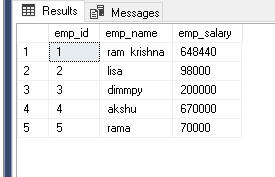 Results Messages
emp_id emp_name emp_salary
1 1 ram krishna 648440
2 2 lisa 98000
3 3 dimmpy 200000
4 4 akshu 670000
5 5 rama 70000